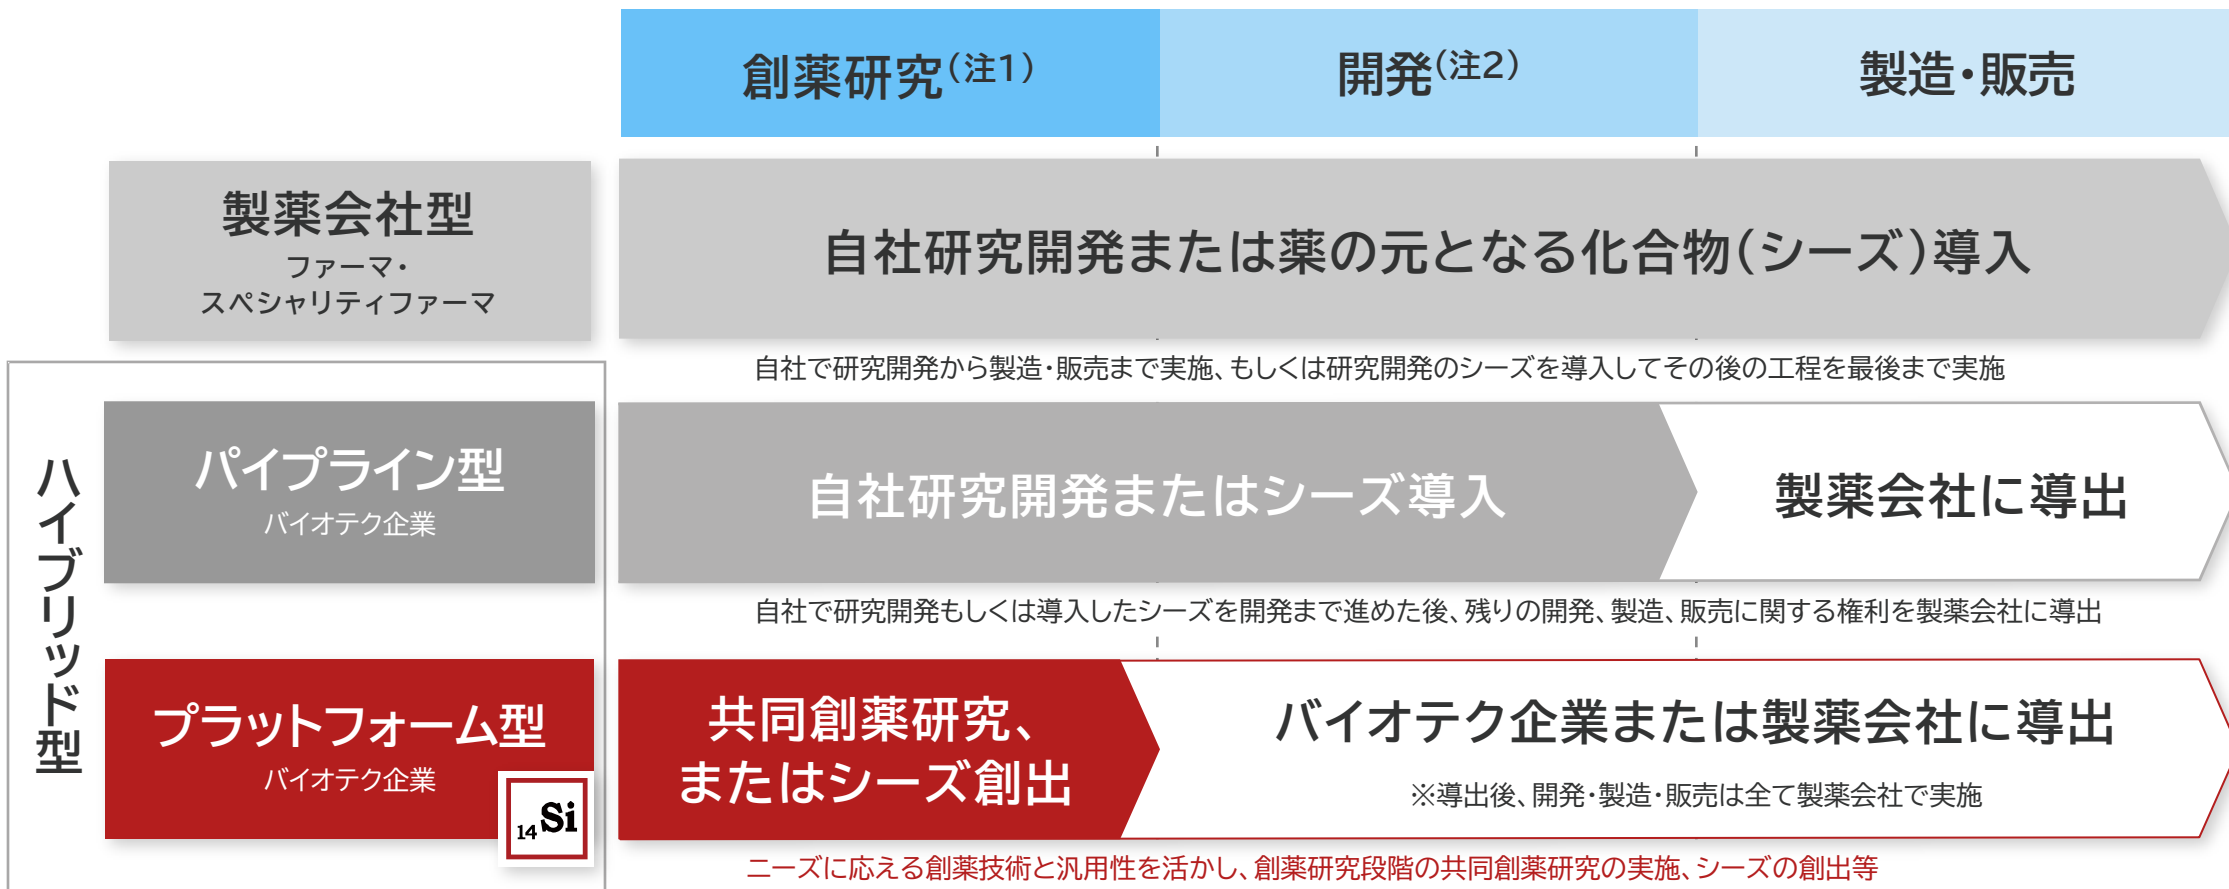 創薬研究(注1)
開発(注2)
製造・販売
製薬会社型
ファーマ・
スペシャリティファーマ
自社研究開発または薬の元となる化合物(シーズ)導入
自社で研究開発から製造・販売まで実施、もしくは研究開発のシーズを導入してその後の工程を最後まで実施
ハイブリッド型
パイプライン型
バイオテク企業
自社研究開発またはシーズ導入
製薬会社に導出
自社で研究開発もしくは導入したシーズを開発まで進めた後、残りの開発、製造、販売に関する権利を製薬会社に導出
プラットフォーム型
バイオテク企業
14Si
共同創薬研究、
またはシーズ創出
バイオテク企業または製薬会社に導出
※導出後、開発・製造・販売は全て製薬会社で実施
ニーズに応える創薬技術と汎用性を活かし、創薬研究段階の共同創薬研究の実施、シーズの創出等